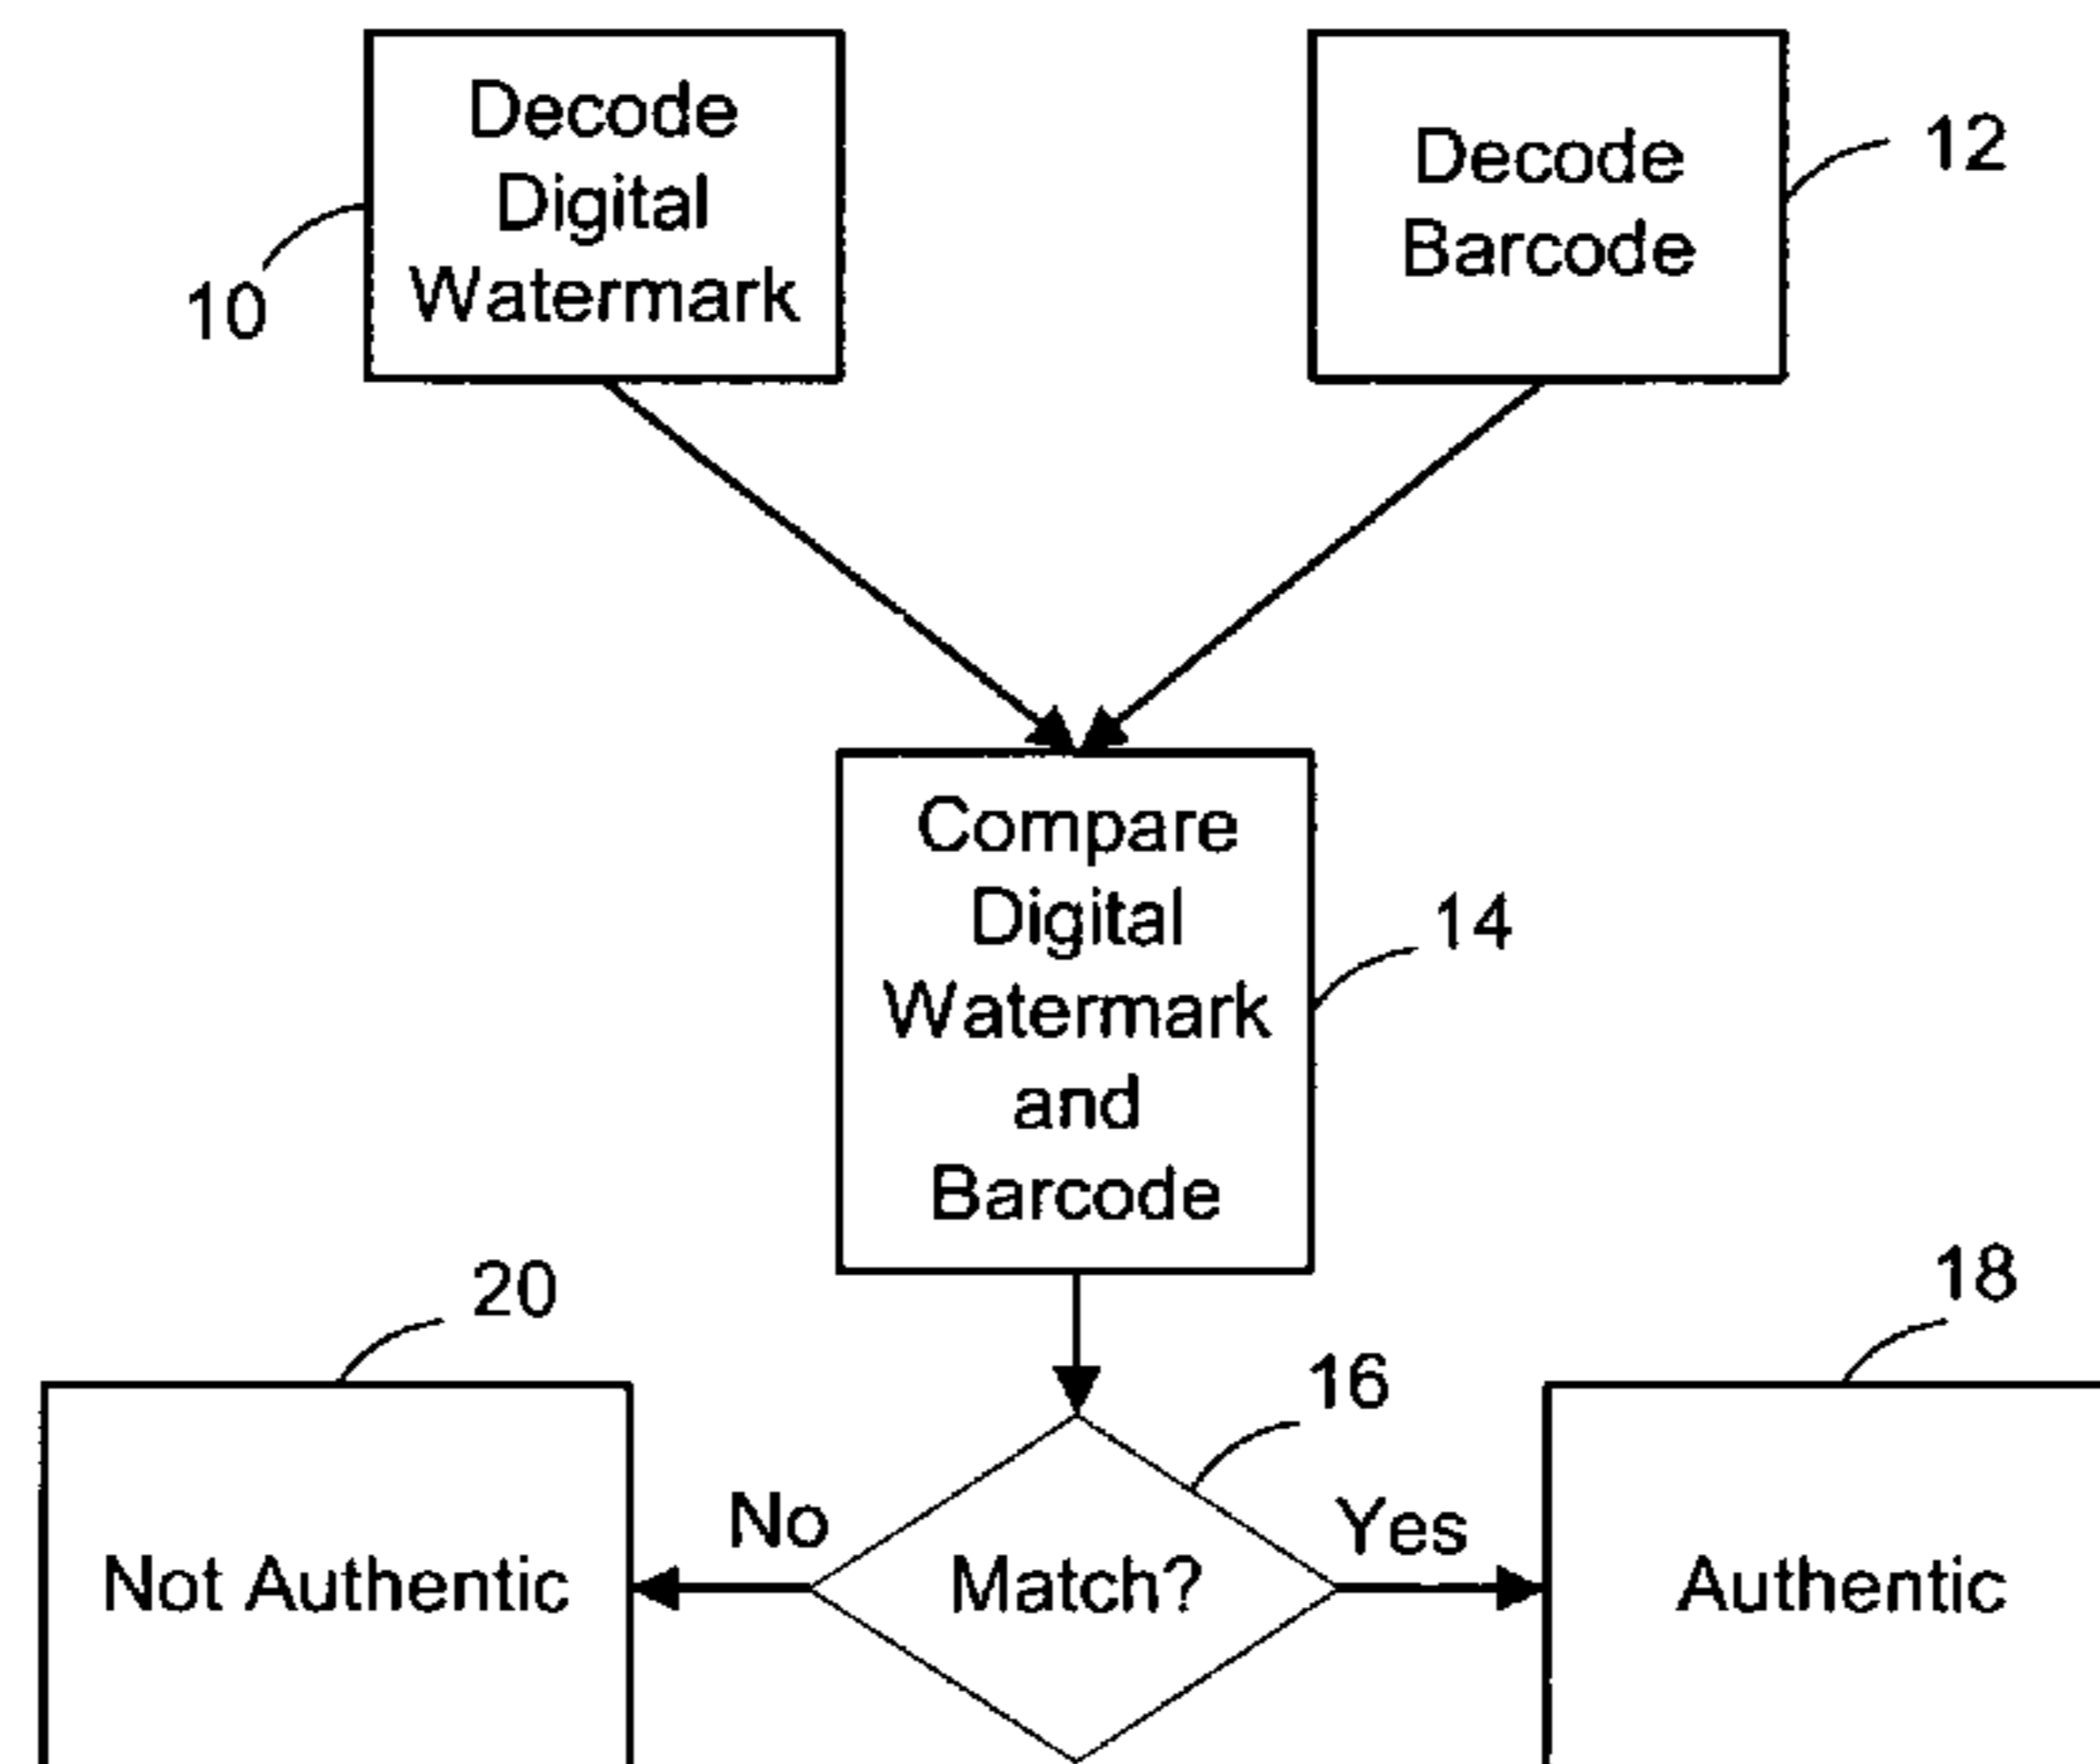 Decode
Digital
Watermark
10
Decode
Barcode
12
Compare
Digital
Watermark
and
Barcode
14
20
18
16
No
Yes
Not Authentic
Match?
Authentic